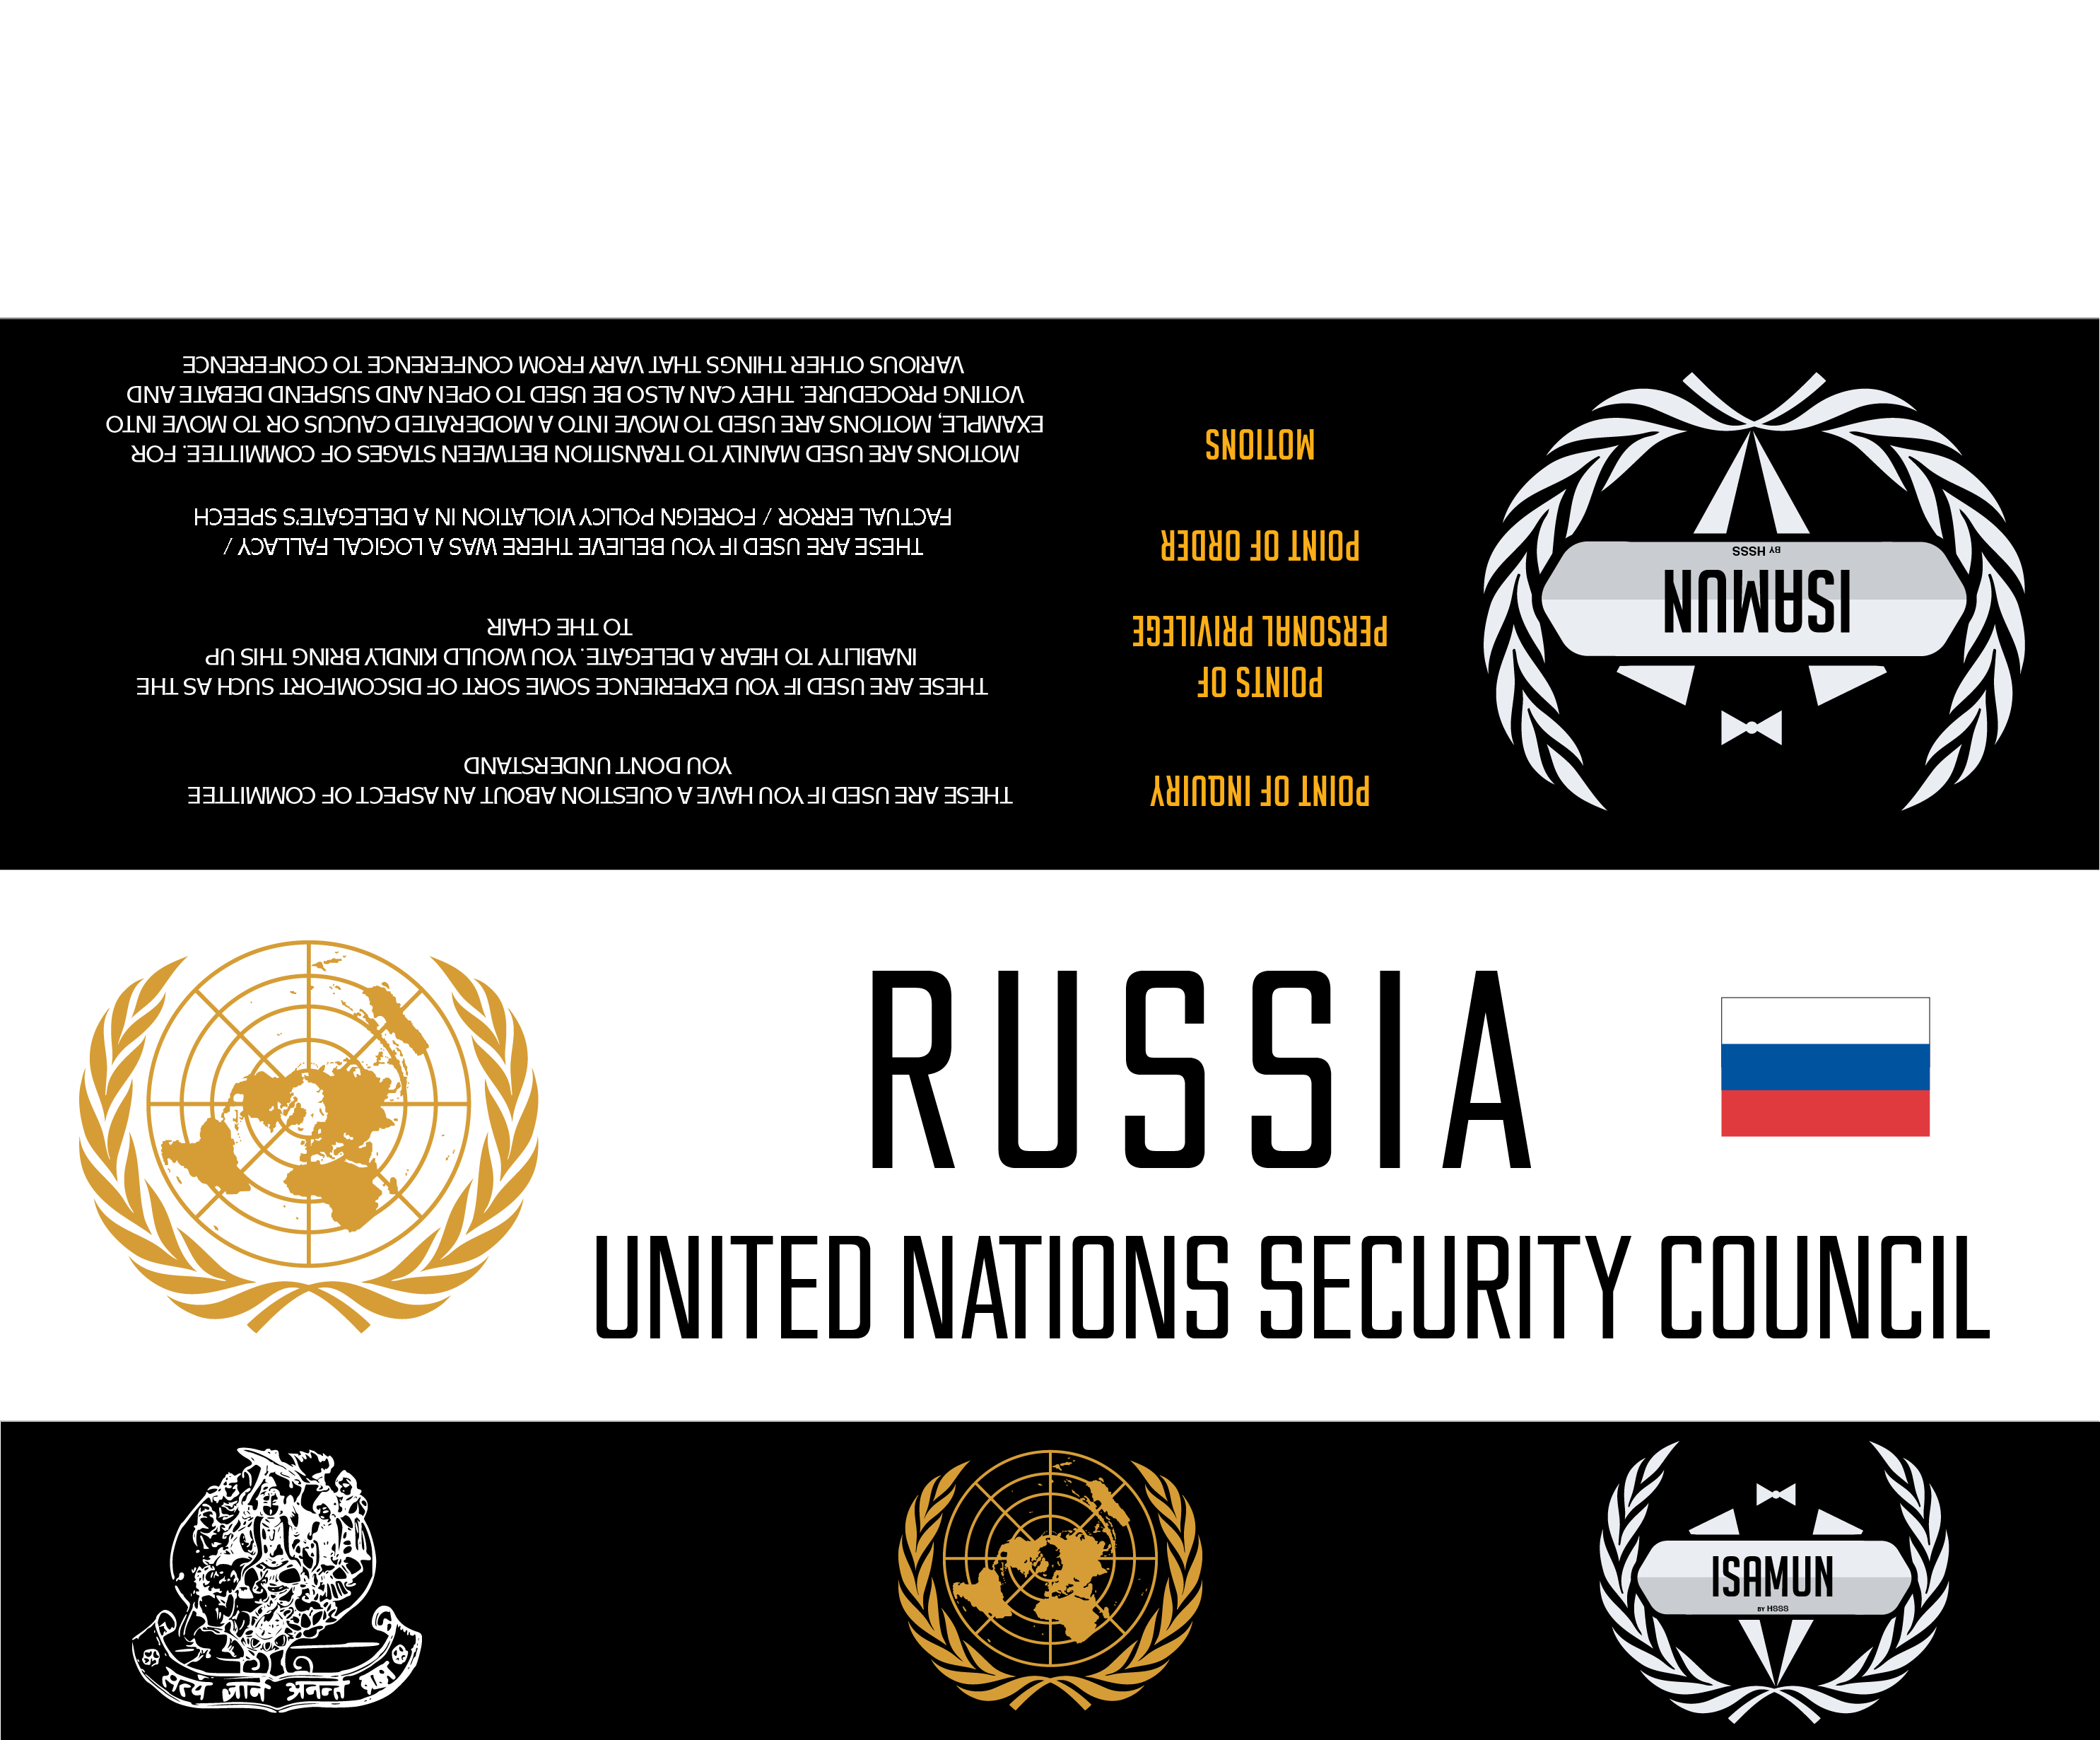 POINT OF INQUIRY
THESE ARE USED IF YOU HAVE A QUESTION ABOUT AN ASPECT OF COMMITTEE
YOU DON'T UNDERSTAND
POINTS OF
PERSONAL PRIVILEGE
THESE ARE USED IF YOU EXPERIENCE SOME SORT OF DISCOMFORT SUCH AS THE
INABILITY TO HEAR A DELEGATE. YOU WOULD KINDLY BRING THIS UP
TO THE CHAIR
POINT OF ORDER
THESE ARE USED IF YOU BELIEVE THERE WAS A LOGICAL FALLACY /
FACTUAL ERROR / FOREIGN POLICY VIOLATION IN A DELEGATE'S SPEECH
MOTIONS
MOTIONS ARE USED MAINLY TO TRANSITION BETWEEN STAGES OF COMMITTEE. FOR
EXAMPLE, MOTIONS ARE USED TO MOVE INTO A MODERATED CAUCUS OR TO MOVE INTO
VOTING PROCEDURE. THEY CAN ALSO BE USED TO OPEN AND SUSPEND DEBATE AND
VARIOUS OTHER THINGS THAT VARY FROM CONFERENCE TO CONFERENCE
ISAMUN
BY HSSS
RUSSIA
UNITED NATIONS SECURITY COUNCIL
सत्यं ज्ञानं अनन्तं ब्रह्म
ISAMUN
BY HSSS